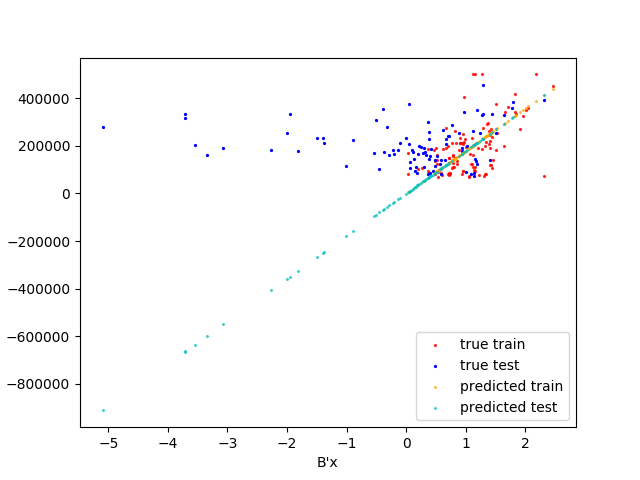 400000
200000
0
−200000
−400000
−600000
−800000
−5 −4 −3 −2 −1 0 1 2
B'x
true train
true test
predicted train
predicted test